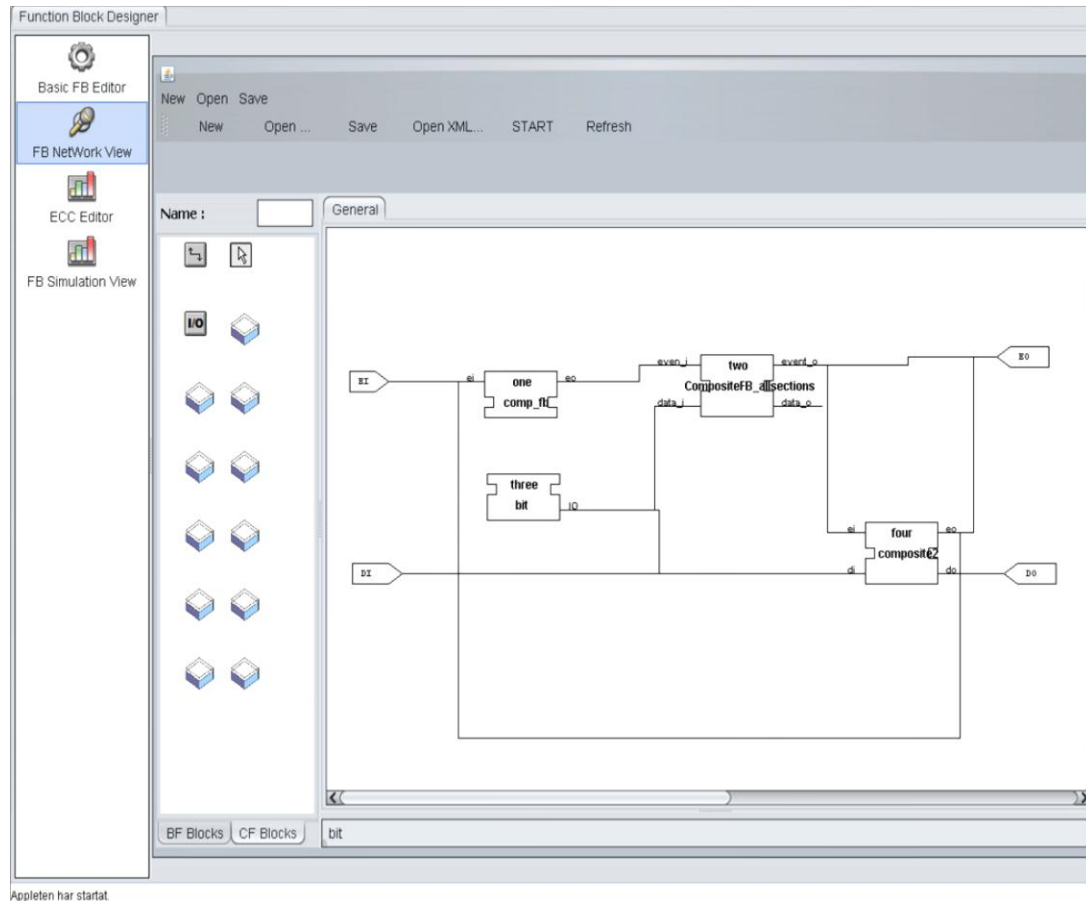 Function Block Designer
Basic FB Editor
FB NetWork View
ECC Editor
FB Simulation View
New Open Save
New Open ... Save Open XML... START Refresh
Name :
General
I/O
EI
ei
one
comp_fb
eo
even_i
two
CompositeFB_allsections
event_o
data_i
data_o
EO
three
bit
IO
DI
ei
four
composite2
eo
di
do
DO
BF Blocks CF Blocks
bit
Appleten har startat.